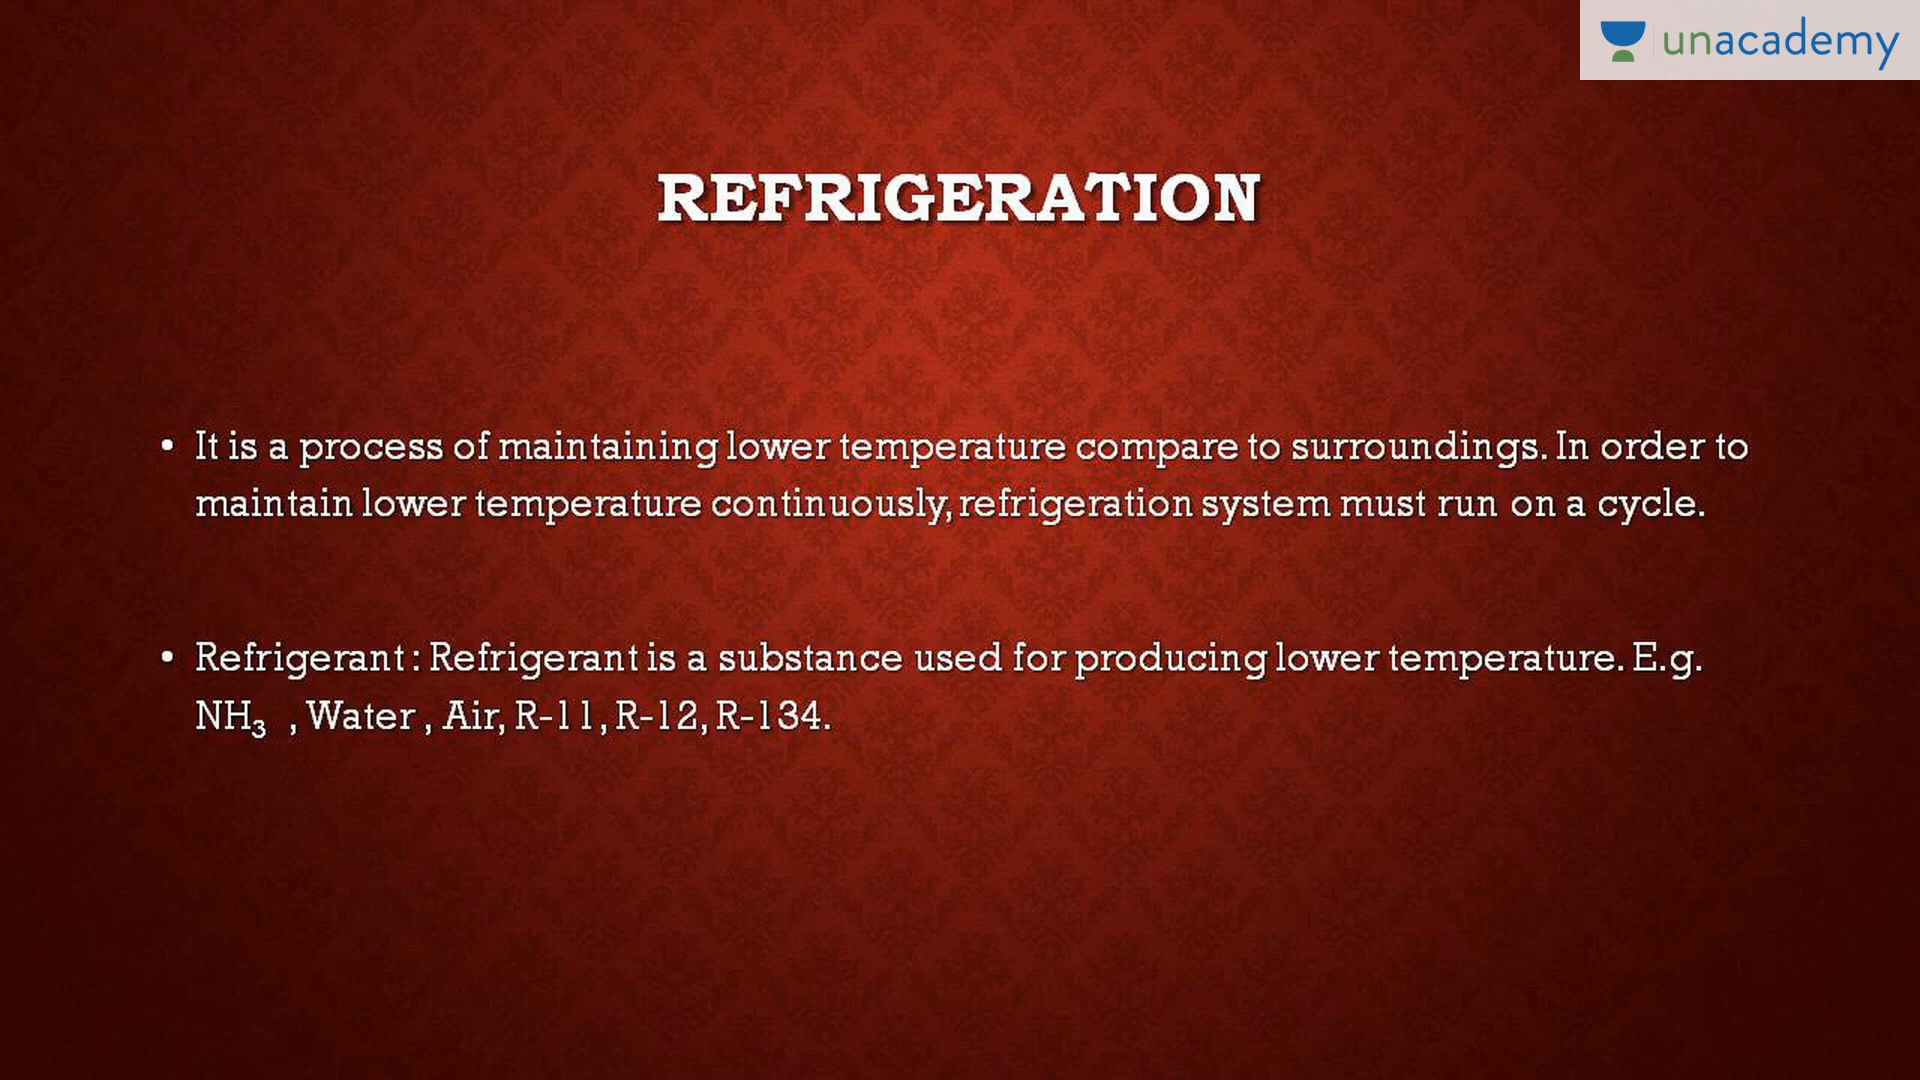 unacademy
REFRIGERATION
• It is a process of maintaining lower temperature compare to surroundings. In order to
maintain lower temperature continuously, refrigeration system must run on a cycle.
• Refrigerant : Refrigerant is a substance used for producing lower temperature. E.g.
NH₃ , Water , Air, R-11, R-12, R-134.